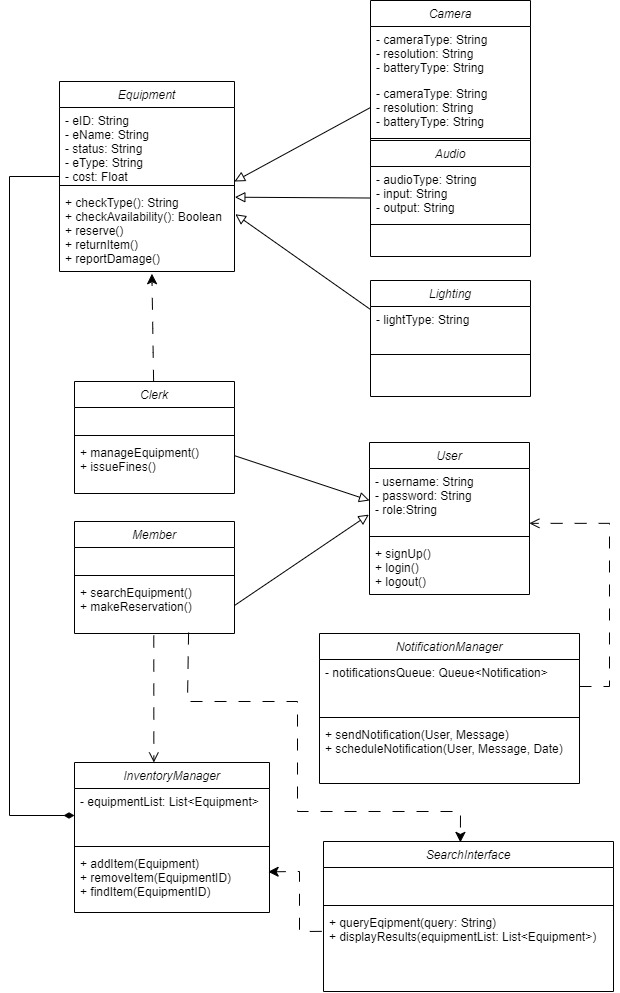 Camera
- cameraType: String
- resolution: String
- batteryType: String
- cameraType: String
- resolution: String
- batteryType: String
Equipment
- eID: String
- eName: String
- status: String
- eType: String
- cost: Float
+ checkType(): String
+ checkAvailability(): Boolean
+ reserve()
+ returnItem()
+ reportDamage()
Audio
- audioType: String
- input: String
- output: String
Lighting
- lightType: String
Clerk
+ manageEquipment()
+ issueFines()
User
- username: String
- password: String
- role:String
+ signUp()
+ login()
+ logout()
Member
+ searchEquipment()
+ makeReservation()
NotificationManager
- notificationsQueue: Queue<Notification>
+ sendNotification(User, Message)
+ scheduleNotification(User, Message, Date)
InventoryManager
- equipmentList: List<Equipment>
+ addItem(Equipment)
+ removeItem(EquipmentID)
+ findItem(EquipmentID)
SearchInterface
+ queryEqipment(query: String)
+ displayResults(equipmentList: List<Equipment>)